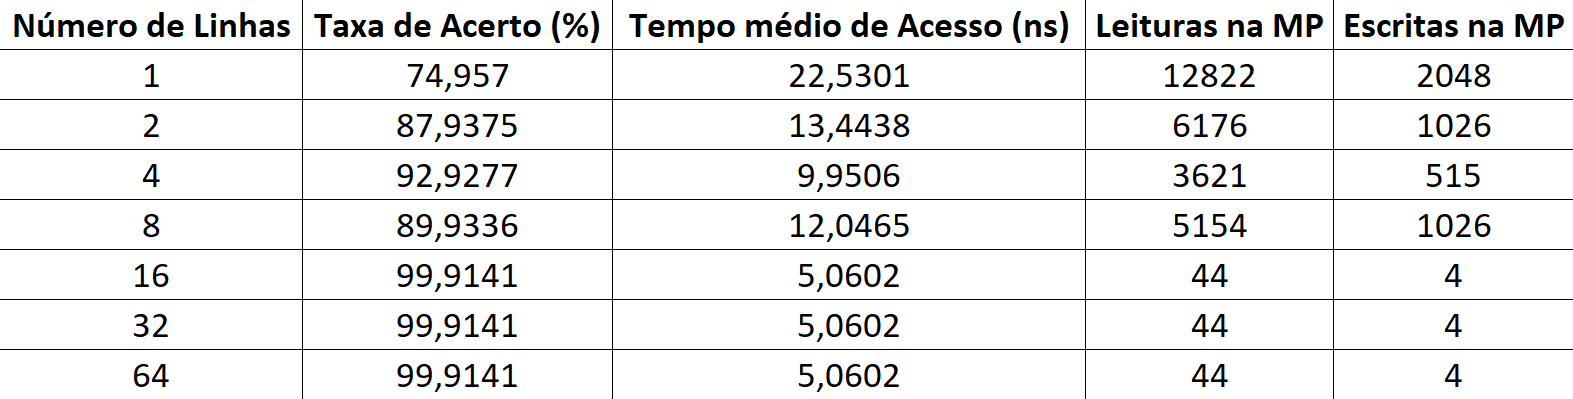 Número de Linhas Taxa de Acerto (%) Tempo médio de Acesso (ns) Leituras na MP Escritas na MP
1 74,957 22,5301 12822 2048
2 87,9375 13,4438 6176 1026
4 92,9277 9,9506 3621 515
8 89,9336 12,0465 5154 1026
16 99,9141 5,0602 44 4
32 99,9141 5,0602 44 4
64 99,9141 5,0602 44 4